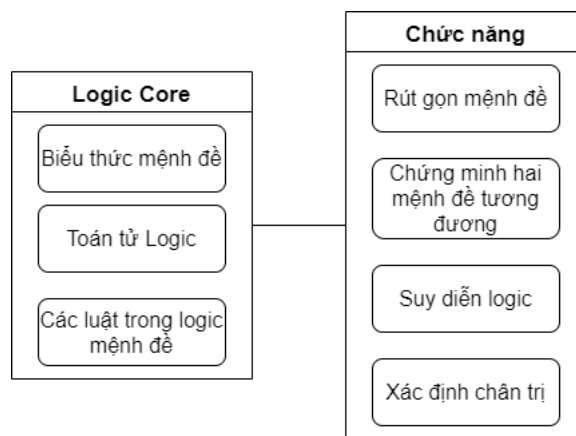 Logic Core
Biểu thức mệnh đề
Toán tử Logic
Các luật trong logic
mệnh đề
Chức năng
Rút gọn mệnh đề
Chứng minh hai
mệnh đề tương
đương
Suy diễn logic
Xác định chân trị